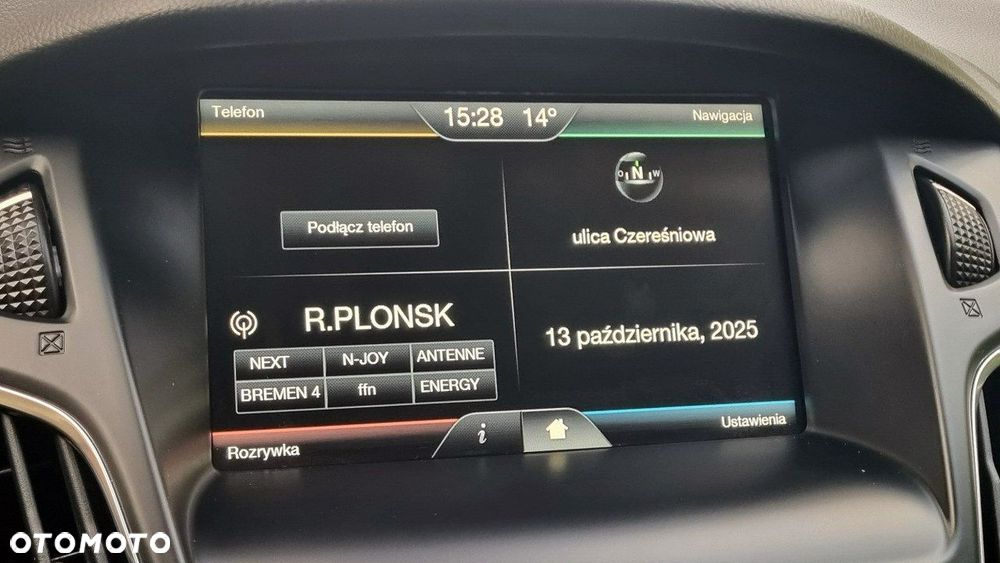 Telefon
15:28 14°
Nawigacja
O N W
Podłącz telefon
ulica Czereśniowa
R.PLONSK
NEXT N-JOY ANTENNE
BREMEN 4 ffn ENERGY
13 października, 2025
Rozrywka
i
Ustawienia
OTOMOTO